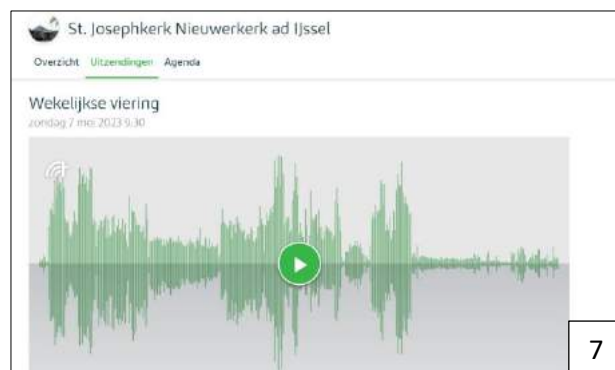 St. Josephkerk Nieuwerkerk ad IJssel
Overzicht Uitzendingen Agenda
Wekelijkse viering
zondag 7 mei 2023 9:30
7